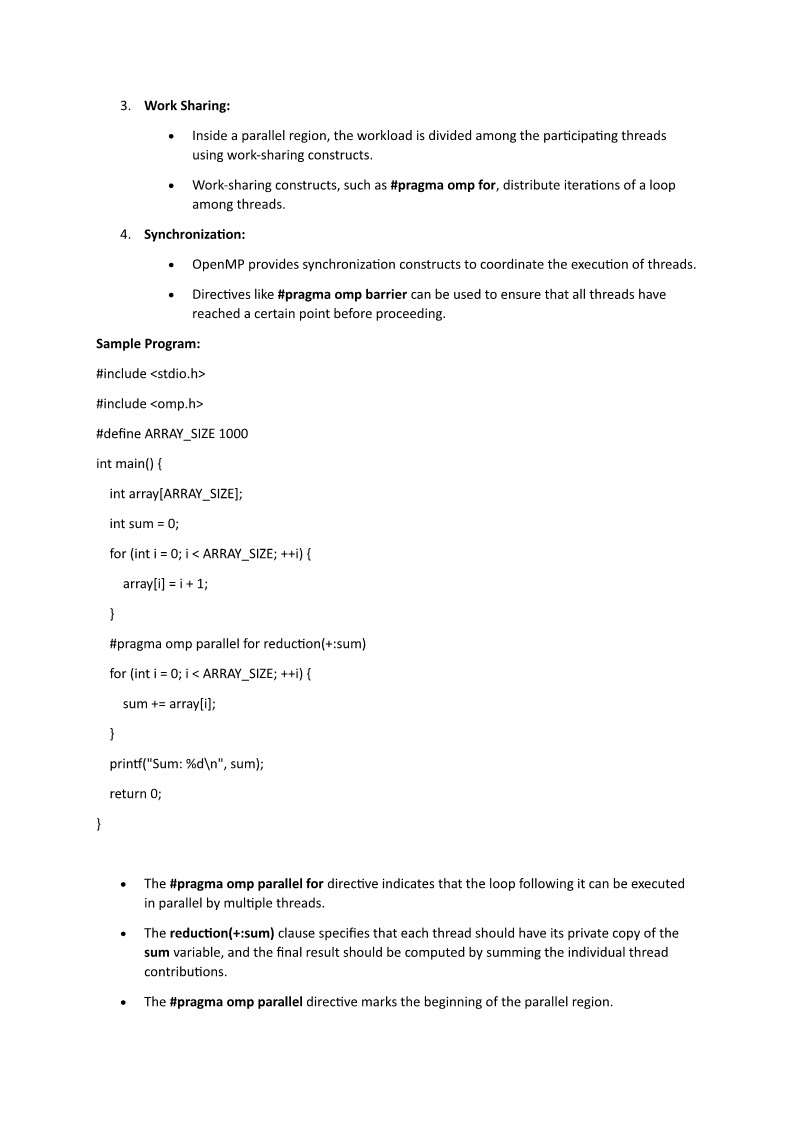 3. Work Sharing:
• Inside a parallel region, the workload is divided among the participating threads
using work-sharing constructs.
• Work-sharing constructs, such as #pragma omp for, distribute iterations of a loop
among threads.
4. Synchronization:
• OpenMP provides synchronization constructs to coordinate the execution of threads.
• Directives like #pragma omp barrier can be used to ensure that all threads have
reached a certain point before proceeding.
Sample Program:
#include <stdio.h>
#include <omp.h>
#define ARRAY_SIZE 1000
int main() {
int array[ARRAY_SIZE];
int sum = 0;
for (int i = 0; i < ARRAY_SIZE; ++i) {
array[i] = i + 1;
}
#pragma omp parallel for reduction(+:sum)
for (int i = 0; i < ARRAY_SIZE; ++i) {
sum += array[i];
}
printf("Sum: %d\n", sum);
return 0;
}
• The #pragma omp parallel for directive indicates that the loop following it can be executed
in parallel by multiple threads.
• The reduction(+:sum) clause specifies that each thread should have its private copy of the
sum variable, and the final result should be computed by summing the individual thread
contributions.
• The #pragma omp parallel directive marks the beginning of the parallel region.